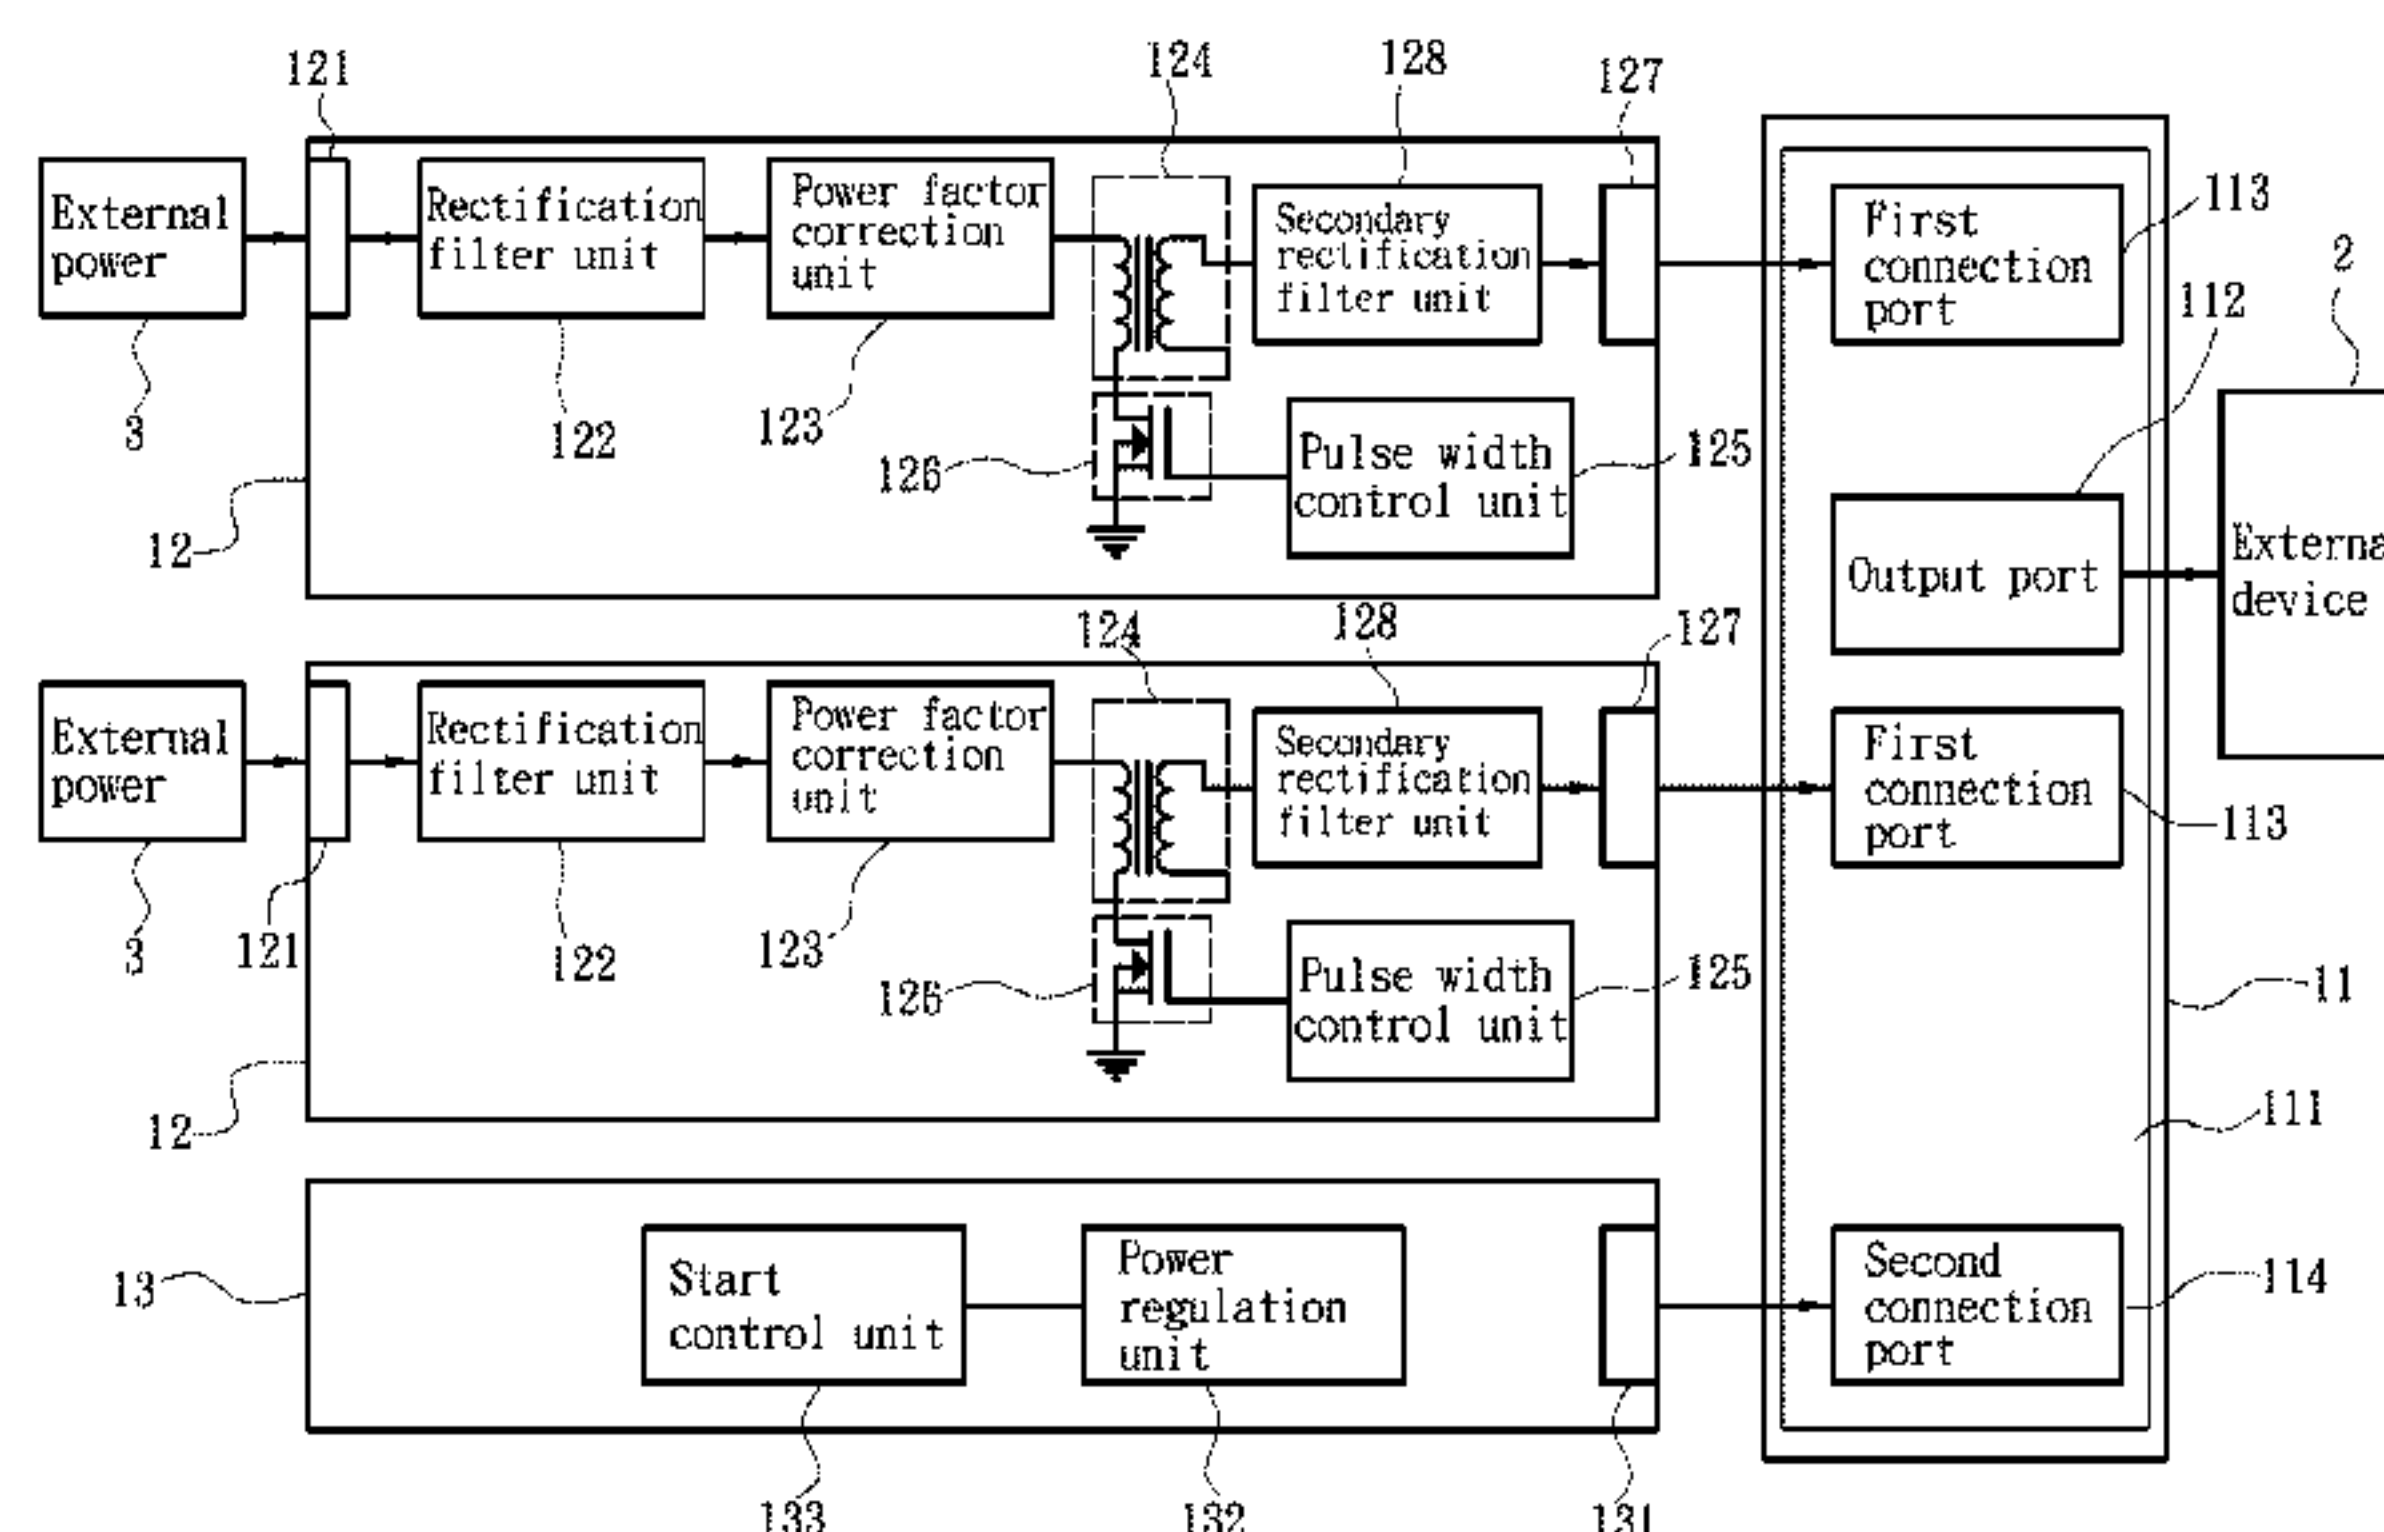 121
124
128
127
External
power
Rectification
filter unit
Power factor
correction
unit
Secondary
rectification
filter unit
First
connection
port
113
2
112
3
122
123
126
Pulse width
control unit
125
12
Output port
Externa
device
124
128
127
External
power
Rectification
filter unit
Power factor
correction
unit
Secondary
rectification
filter unit
First
connection
port
113
3
121
122
123
126
Pulse width
control unit
125
11
12
111
13
Start
control unit
Power
regulation
unit
Second
connection
port
114
133
132
131